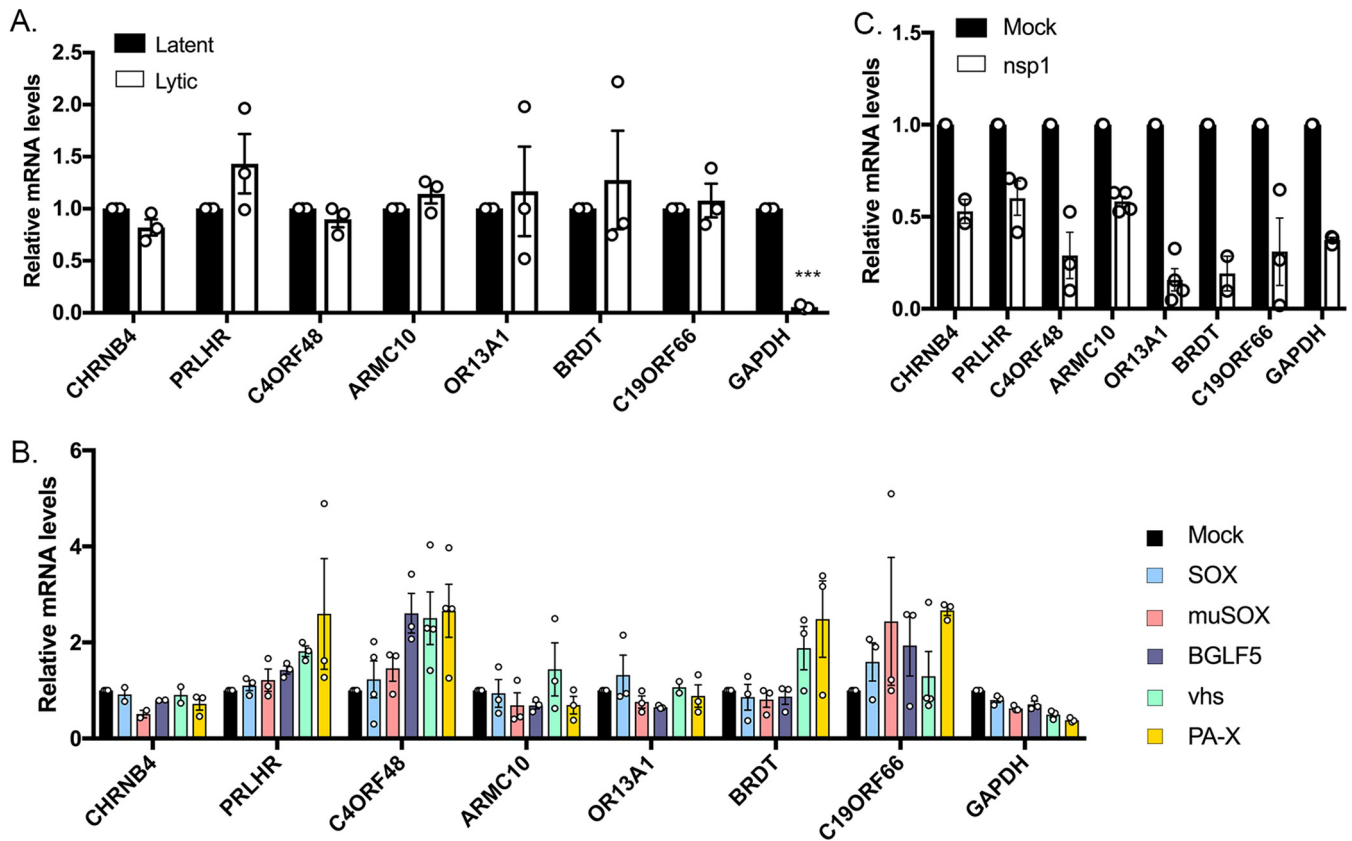 A.
Latent
Lytic
Relative mRNA levels
2.5
2.0
1.5
1.0
0.5
0.0
***
CHRNB4
PRLHR
C4ORF48
ARMC10
OR13A1
BRDT
C19ORF66
GAPDH
C.
Mock
nsp1
Relative mRNA levels
1.5
1.0
0.5
0.0
CHRNB4
PRLHR
C4ORF48
ARMC10
OR13A1
BRDT
C19ORF66
GAPDH
B.
Relative mRNA levels
6
4
2
0
CHRNB4
PRLHR
C4ORF48
ARMC10
OR13A1
BRDT
C19ORF66
GAPDH
Mock
SOX
muSOX
BGLF5
vhs
PA-X